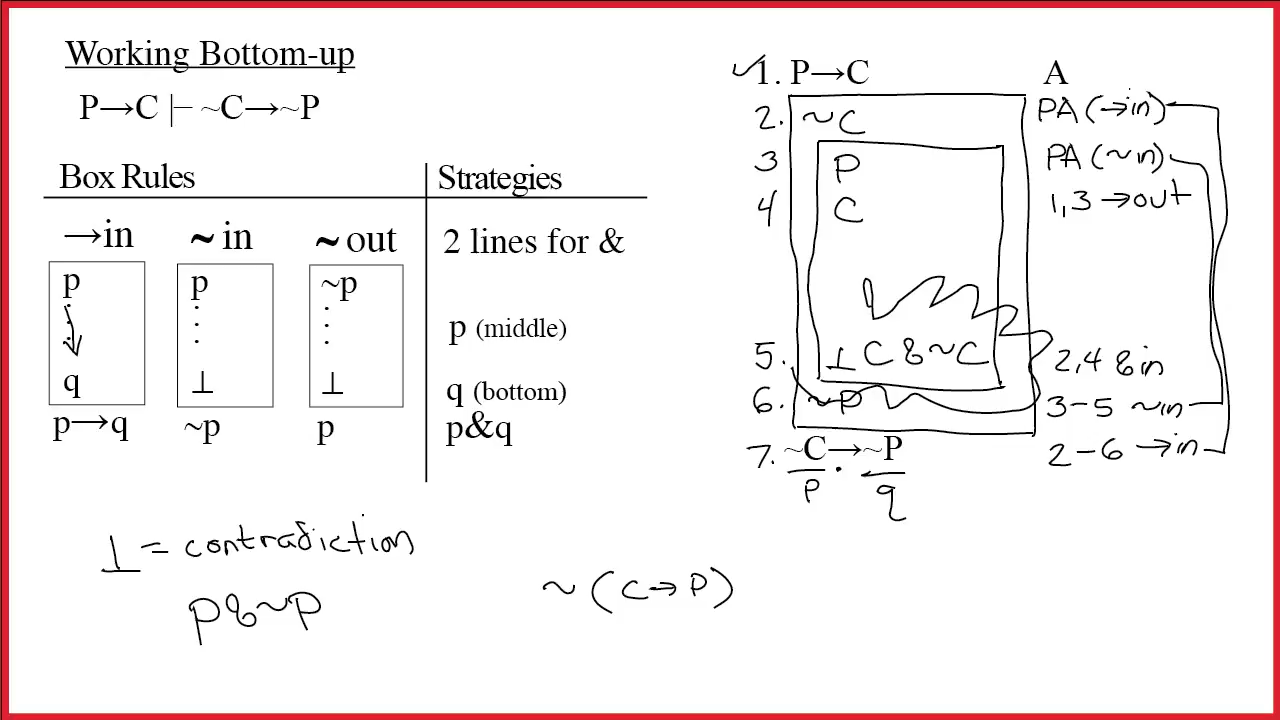 Working Bottom-up
P→C |– ~C→~P
Box Rules Strategies
→in ~in ~out 2 lines for &
p p ~p
⋮ ⋮ ⋮ p (middle)
q ⊥ ⊥ q (bottom)
p→q ~p p p&q
⊥ = contradiction
p&~p
~(C→P)
✓1. P→C A
2. ~C PA (→in)
3 P PA (~in)
4 C 1,3 →out
5. ⊥ C&~C 2,4 &in
6. ~P 3–5 ~in
7. ~C→~P 2–6 →in
p q